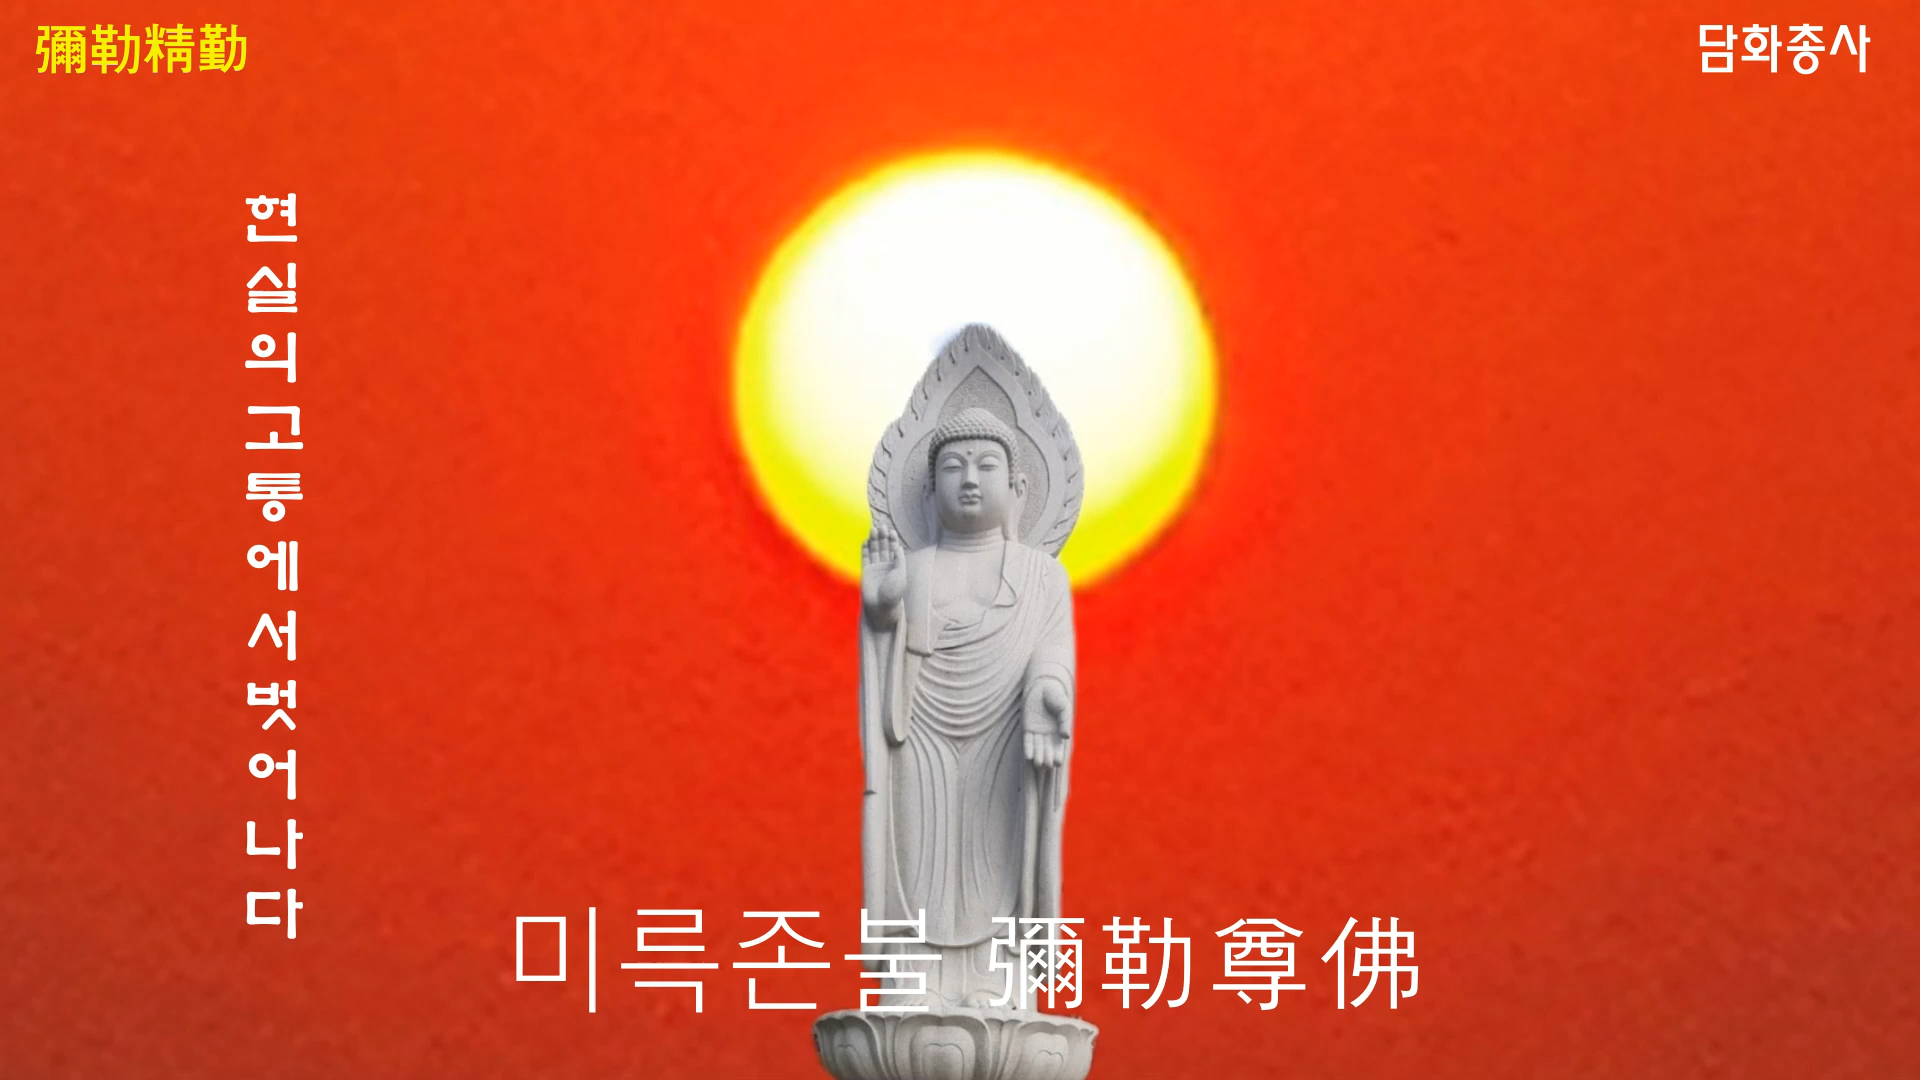 彌勒精勤
담화총사
현실의고통에서벗어나다
미륵존불 彌勒尊佛